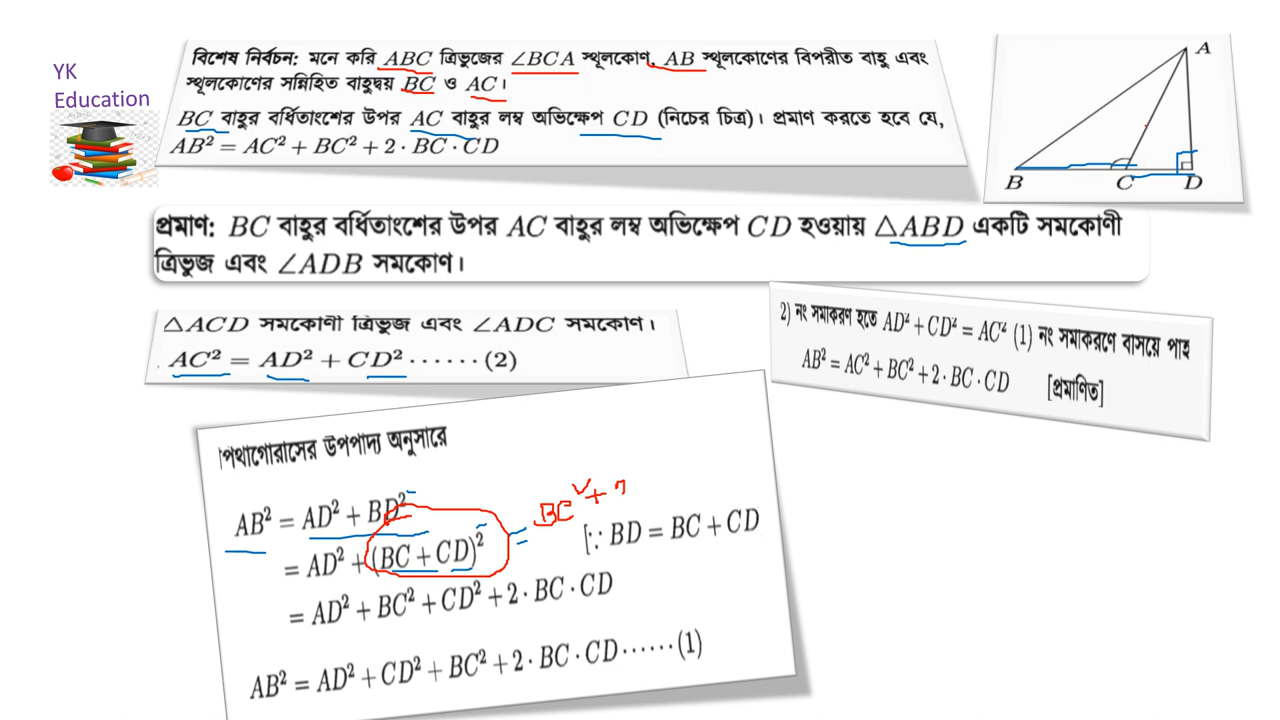 YK
Education
বিশেষ নির্বচন: মনে করি ABC ত্রিভুজের ∠BCA স্থূলকোণ, AB স্থূলকোণের বিপরীত বাহু এবং
স্থূলকোণের সন্নিহিত বাহুদ্বয় BC ও AC।
BC বাহুর বর্ধিতাংশের উপর AC বাহুর লম্ব অভিক্ষেপ CD (নিচের চিত্র)। প্রমাণ করতে হবে যে,
AB² = AC² + BC² + 2 · BC · CD
A
B C D
প্রমাণ: BC বাহুর বর্ধিতাংশের উপর AC বাহুর লম্ব অভিক্ষেপ CD হওয়ায় △ABD একটি সমকোণী
ত্রিভুজ এবং ∠ADB সমকোণ।
△ACD সমকোণী ত্রিভুজ এবং ∠ADC সমকোণ।
AC² = AD² + CD² ······ (2)
2) নং সমাকরণ হতে AD² + CD² = AC² (1) নং সমাকরণে বাসয়ে পাহ
AB² = AC² + BC² + 2 · BC · CD [প্রমাণিত]
পথাগোরাসের উপপাদ্য অনুসারে
AB² = AD² + BD²
= AD² + (BC + CD)² = BC² + [∵ BD = BC + CD
= AD² + BC² + CD² + 2 · BC · CD
AB² = AD² + CD² + BC² + 2 · BC · CD ······ (1)